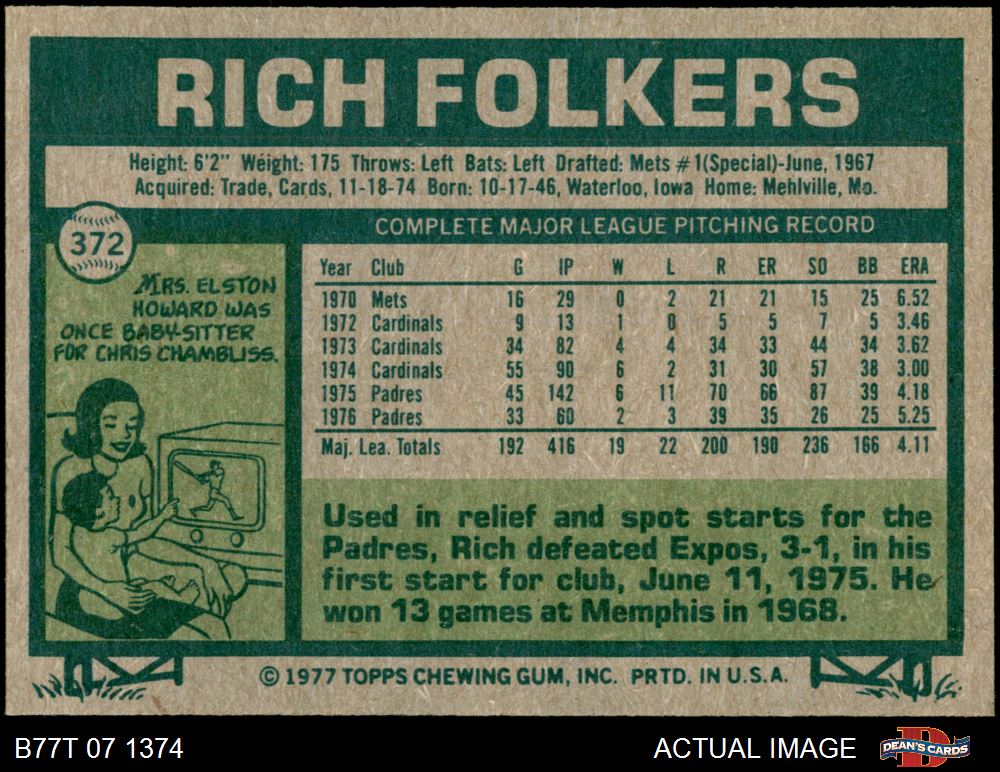 RICH FOLKERS
Height: 6'2" Weight: 175 Throws: Left Bats: Left Drafted: Mets #1(Special)-June, 1967
Acquired: Trade, Cards, 11-18-74 Born: 10-17-46, Waterloo, Iowa Home: Mehlville, Mo.
372
MRS. ELSTON
HOWARD WAS
ONCE BABY-SITTER
FOR CHRIS CHAMBLISS.
COMPLETE MAJOR LEAGUE PITCHING RECORD
Year Club G IP W L R ER SO BB ERA
1970 Mets 16 29 0 2 21 21 15 25 6.52
1972 Cardinals 9 13 1 0 5 5 7 5 3.46
1973 Cardinals 34 82 4 4 34 33 44 34 3.62
1974 Cardinals 55 90 6 2 31 30 57 38 3.00
1975 Padres 45 142 6 11 70 66 87 39 4.18
1976 Padres 33 60 2 3 39 35 26 25 5.25
Maj. Lea. Totals 192 416 19 22 200 190 236 166 4.11
Used in relief and spot starts for the
Padres, Rich defeated Expos, 3-1, in his
first start for club, June 11, 1975. He
won 13 games at Memphis in 1968.
© 1977 TOPPS CHEWING GUM, INC. PRTD. IN U.S.A.
B77T 07 1374
ACTUAL IMAGE
D
DEAN'S CARDS